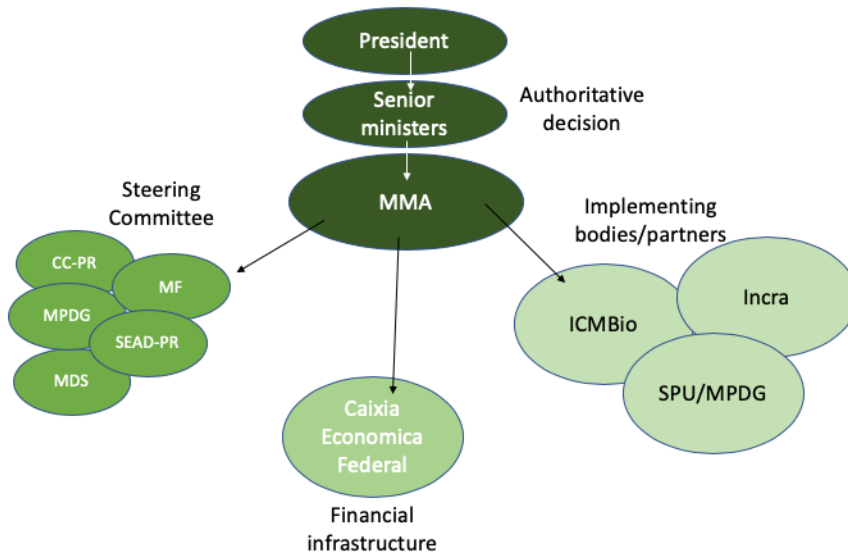 President
Senior
ministers
Authoritative
decision
MMA
Steering
Committee
CC-PR
MF
MPDG
SEAD-PR
MDS
Implementing
bodies/partners
Incra
ICMBio
SPU/MPDG
Caixia
Economica
Federal
Financial
infrastructure